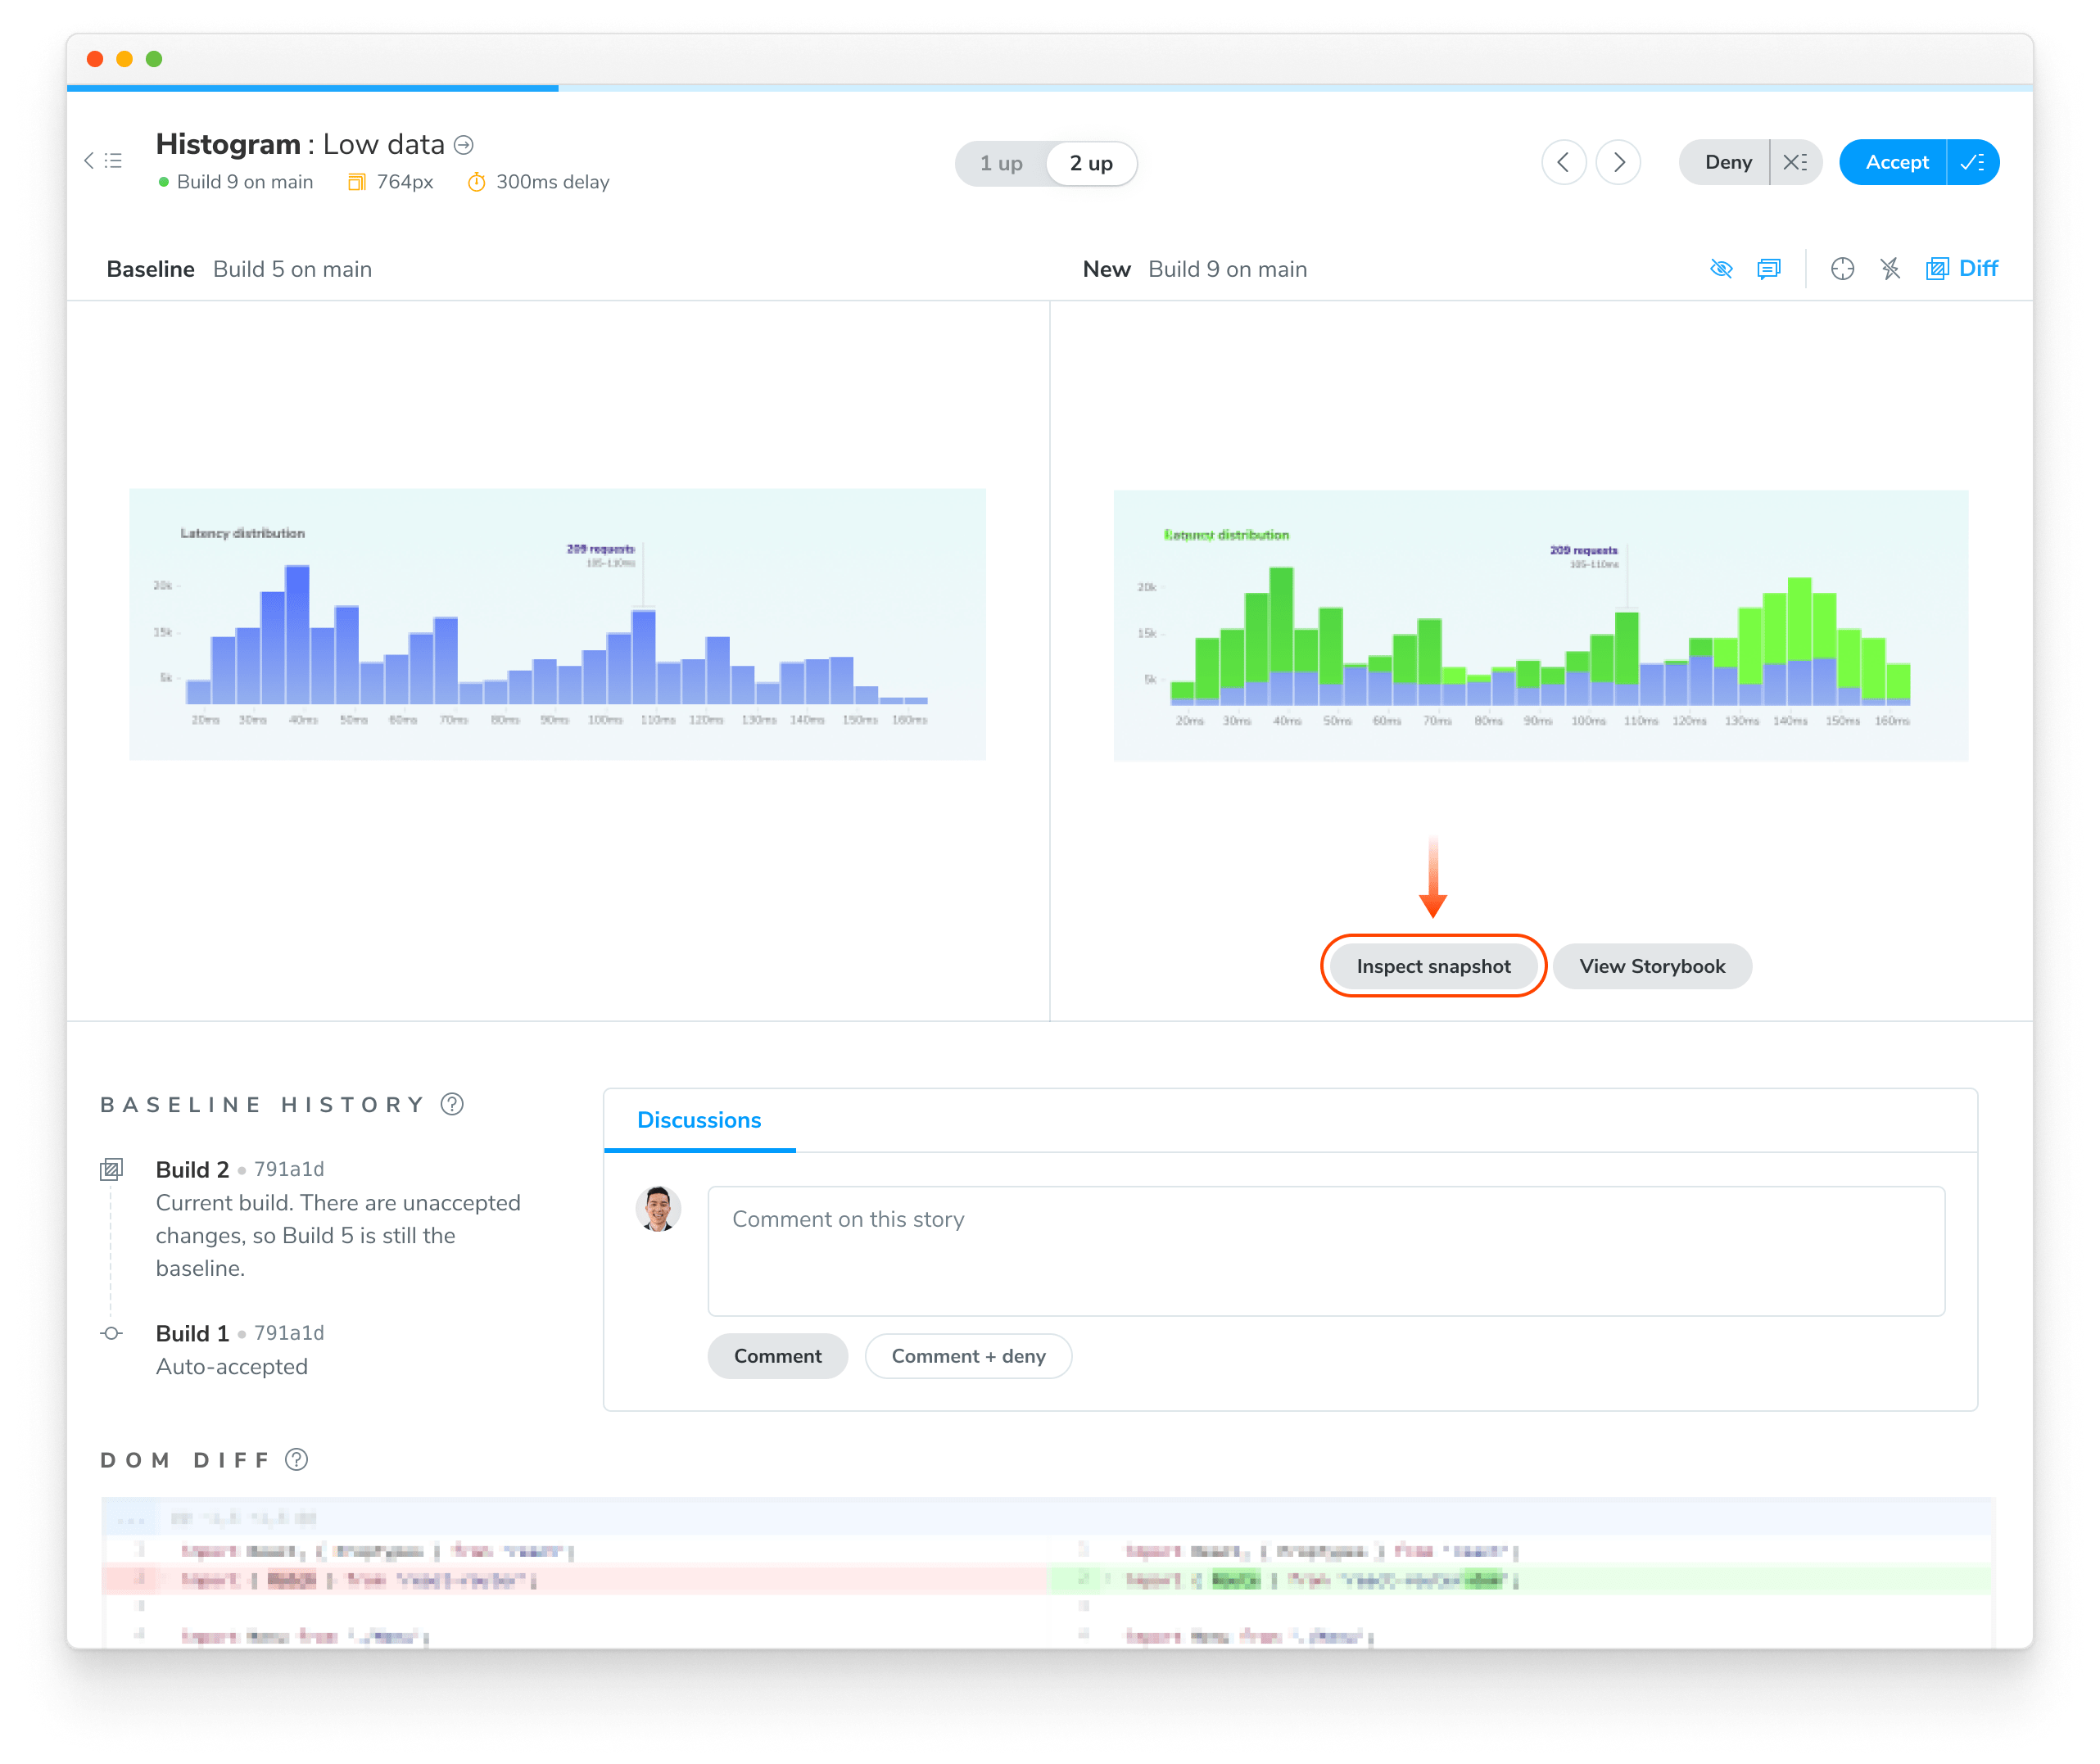 Histogram : Low data
Build 9 on main 764px 300ms delay
1 up 2 up
Deny
Accept
Baseline Build 5 on main
New Build 9 on main
Diff
Latency distribution
209 requests
105-110ms
20k
15k
5k
20ms 30ms 40ms 50ms 60ms 70ms 80ms 90ms 100ms 110ms 120ms 130ms 140ms 150ms 160ms
distribution
209 requests
105-110ms
20k
15k
5k
20ms 30ms 40ms 50ms 60ms 70ms 80ms 90ms 100ms 110ms 120ms 130ms 140ms 150ms 160ms
Inspect snapshot View Storybook
BASELINE HISTORY ?
Build 2 • 791a1d
Current build. There are unaccepted
changes, so Build 5 is still the
baseline.
Build 1 • 791a1d
Auto-accepted
Discussions
Comment on this story
Comment Comment + deny
DOM DIFF ?